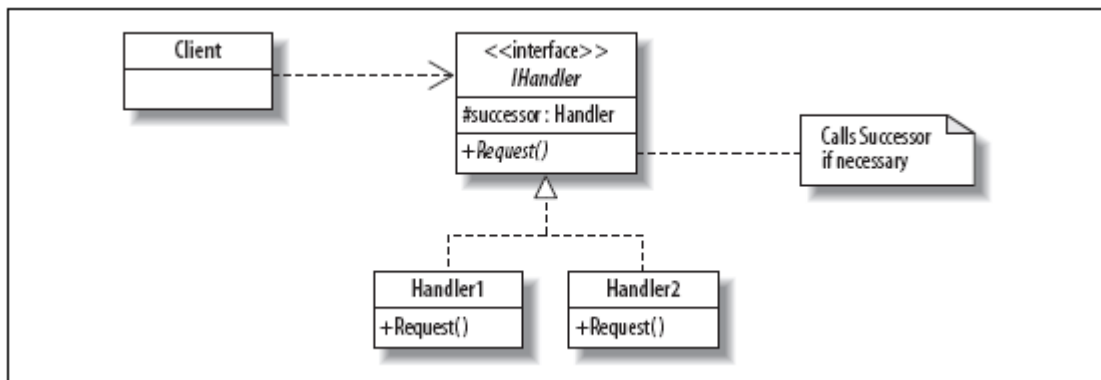 Client
<<interface>>
IHandler
#successor : Handler
+Request()
Calls Successor
if necessary
Handler1
+Request()
Handler2
+Request()